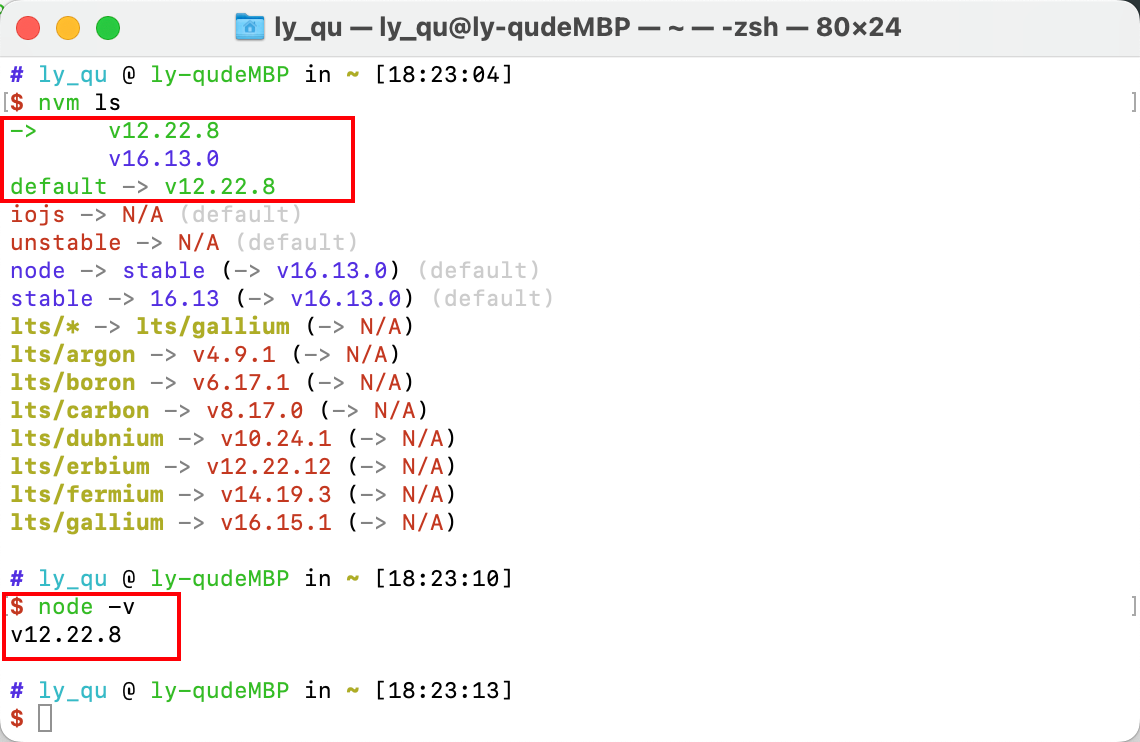 ly_qu — ly_qu@ly-qudeMBP — ~ — -zsh — 80×24
# ly_qu @ ly-qudeMBP in ~ [18:23:04]
[$ nvm ls ]
->      v12.22.8
        v16.13.0
default -> v12.22.8
iojs -> N/A (default)
unstable -> N/A (default)
node -> stable (-> v16.13.0) (default)
stable -> 16.13 (-> v16.13.0) (default)
lts/* -> lts/gallium (-> N/A)
lts/argon -> v4.9.1 (-> N/A)
lts/boron -> v6.17.1 (-> N/A)
lts/carbon -> v8.17.0 (-> N/A)
lts/dubnium -> v10.24.1 (-> N/A)
lts/erbium -> v12.22.12 (-> N/A)
lts/fermium -> v14.19.3 (-> N/A)
lts/gallium -> v16.15.1 (-> N/A)
# ly_qu @ ly-qudeMBP in ~ [18:23:10]
[$ node -v ]
v12.22.8
# ly_qu @ ly-qudeMBP in ~ [18:23:13]
$